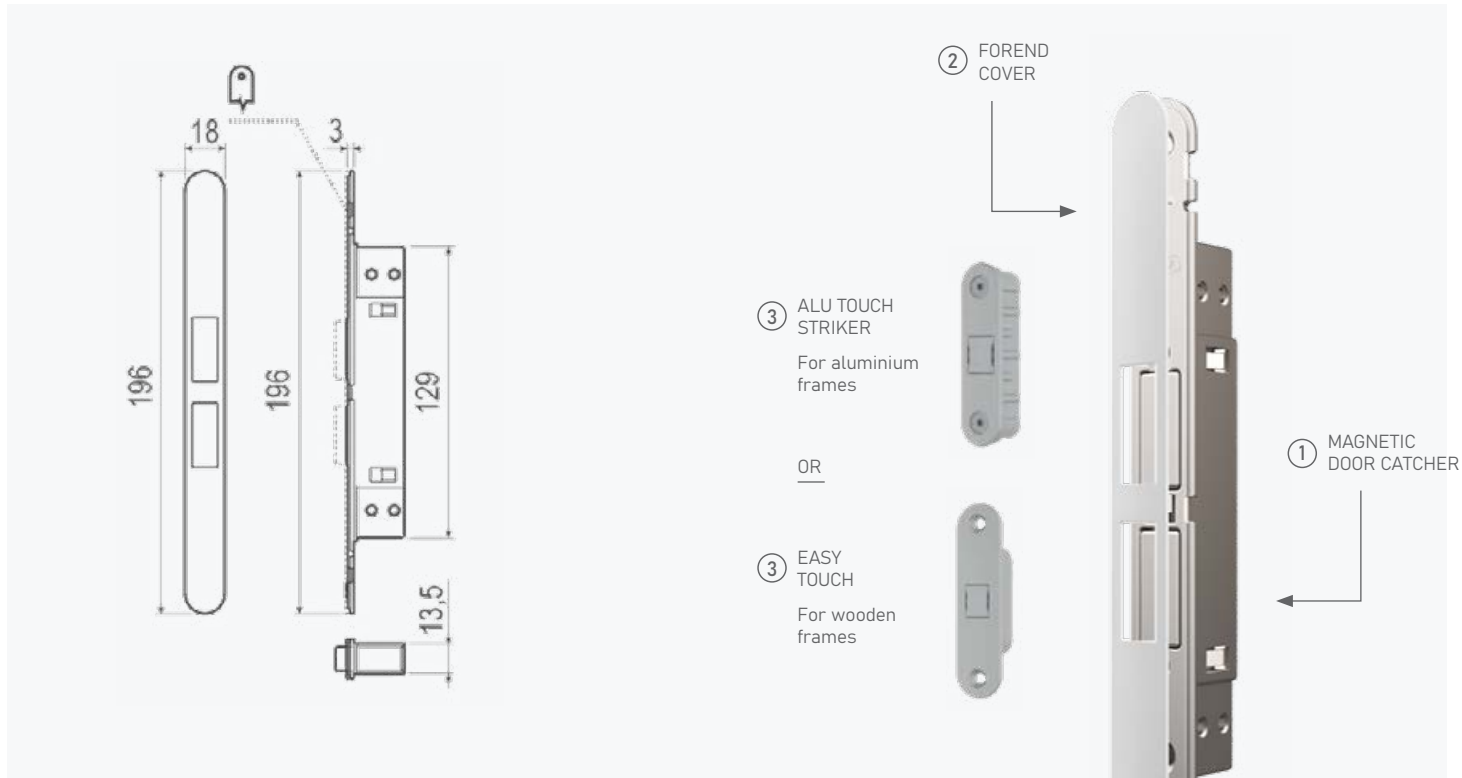 18
3
196
196
129
13,5
2
FOREND
COVER
3
ALU TOUCH
STRIKER
For aluminium
frames
OR
3
EASY
TOUCH
For wooden
frames
1
MAGNETIC
DOOR CATCHER